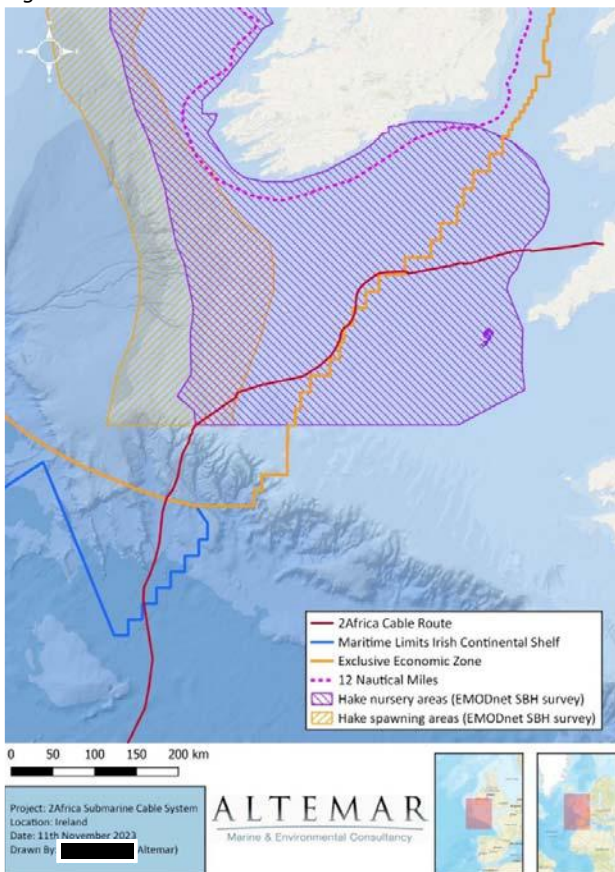 2Africa Cable Route
Maritime Limits Irish Continental Shelf
Exclusive Economic Zone
12 Nautical Miles
Hake nursery areas (EMODnet SBH survey)
Hake spawning areas (EMODnet SBH survey)
0 50 100 150 200 km
Project: 2Africa Submarine Cable System
Location: Ireland
Date: 11th November 2023
Drawn By: Altemar)
ALTEMAR
Marine & Environmental Consultancy